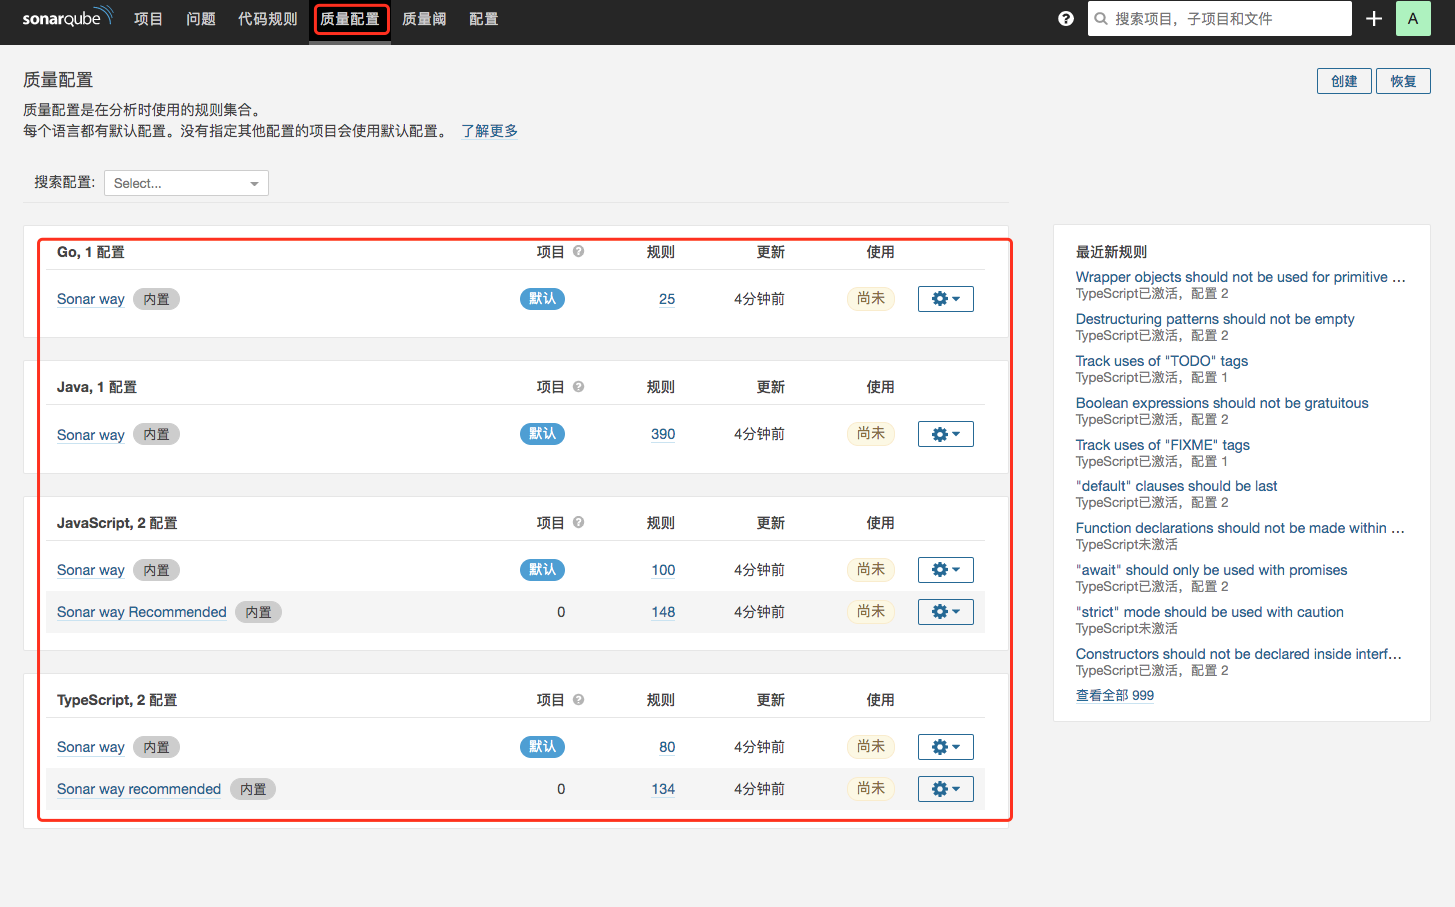 sonarqube 项目 问题 代码规则 质量配置 质量阈 配置 ? 搜索项目，子项目和文件 + A
质量配置 创建 恢复
质量配置是在分析时使用的规则集合。
每个语言都有默认配置。没有指定其他配置的项目会使用默认配置。 了解更多
搜索配置: Select...
Go, 1 配置 项目 ? 规则 更新 使用
Sonar way 内置 默认 25 4分钟前 尚未
Java, 1 配置 项目 ? 规则 更新 使用
Sonar way 内置 默认 390 4分钟前 尚未
JavaScript, 2 配置 项目 ? 规则 更新 使用
Sonar way 内置 默认 100 4分钟前 尚未
Sonar way Recommended 内置 0 148 4分钟前 尚未
TypeScript, 2 配置 项目 ? 规则 更新 使用
Sonar way 内置 默认 80 4分钟前 尚未
Sonar way recommended 内置 0 134 4分钟前 尚未
最近新规则
Wrapper objects should not be used for primitive ...
TypeScript已激活，配置 2
Destructuring patterns should not be empty
TypeScript已激活，配置 2
Track uses of "TODO" tags
TypeScript已激活，配置 1
Boolean expressions should not be gratuitous
TypeScript已激活，配置 2
Track uses of "FIXME" tags
TypeScript已激活，配置 1
"default" clauses should be last
TypeScript已激活，配置 2
Function declarations should not be made within ...
TypeScript未激活
"await" should only be used with promises
TypeScript已激活，配置 2
"strict" mode should be used with caution
TypeScript未激活
Constructors should not be declared inside interf...
TypeScript已激活，配置 2
查看全部 999